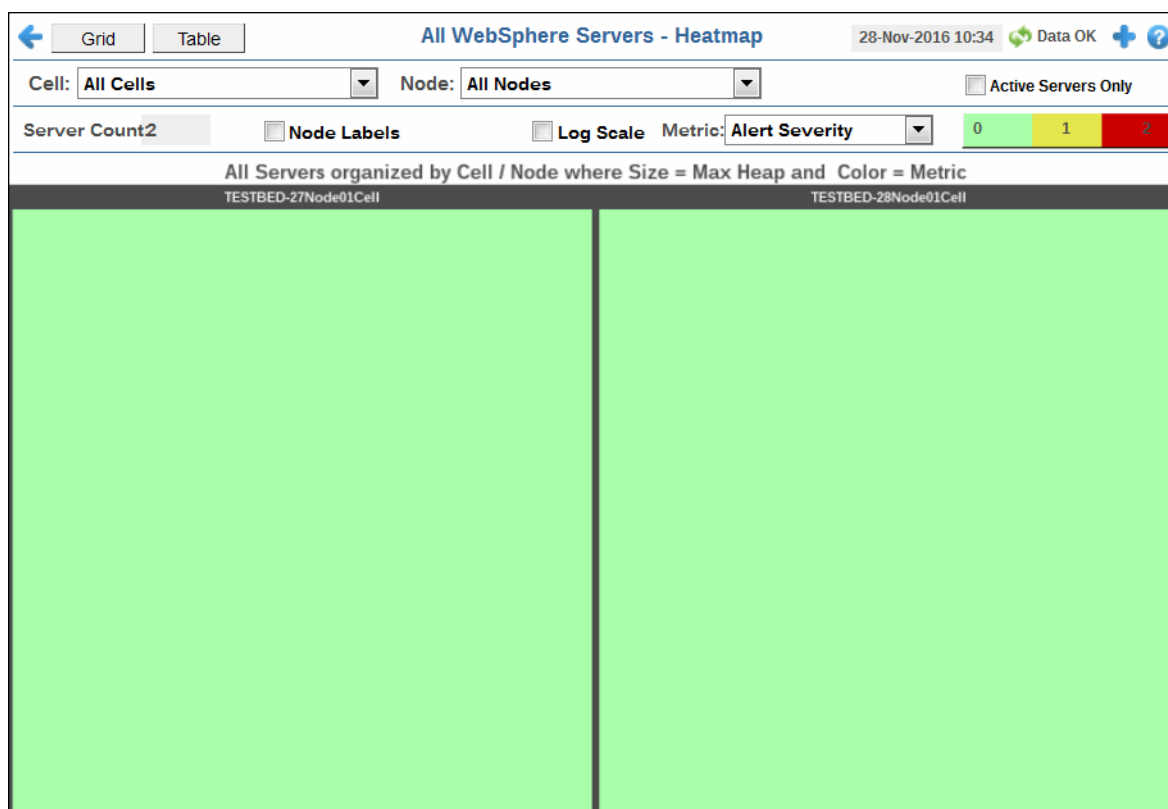 Grid Table All WebSphere Servers - Heatmap 28-Nov-2016 10:34 Data OK
Cell: All Cells Node: All Nodes Active Servers Only
Server Count2 Node Labels Log Scale Metric: Alert Severity 0 1 2
All Servers organized by Cell / Node where Size = Max Heap and Color = Metric
TESTBED-27Node01Cell TESTBED-28Node01Cell